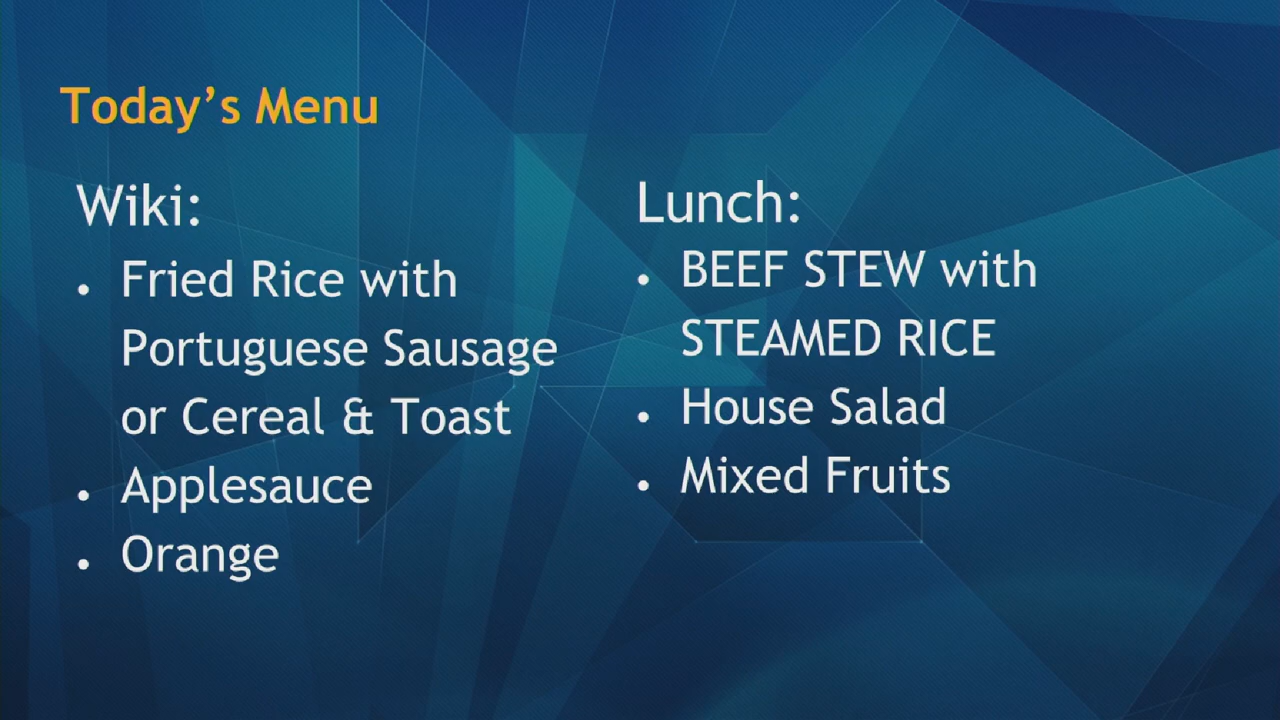 Today’s Menu
Wiki:
• Fried Rice with
Portuguese Sausage
or Cereal & Toast
• Applesauce
• Orange
Lunch:
• BEEF STEW with
STEAMED RICE
• House Salad
• Mixed Fruits